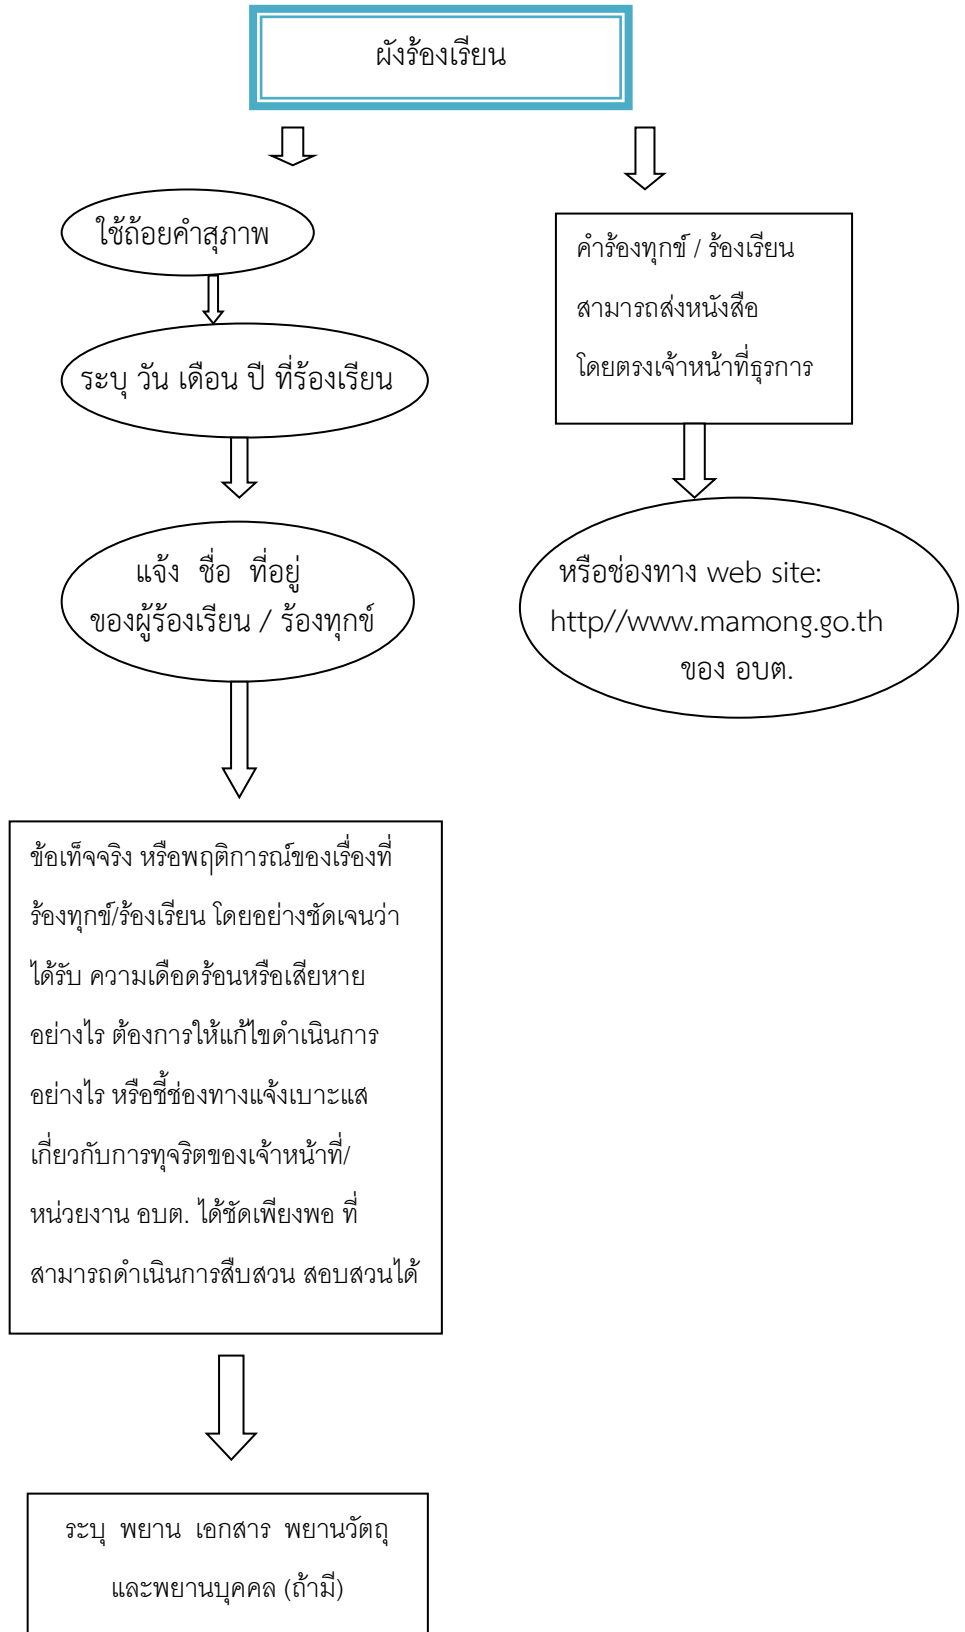 ผังร้องเรียน
ใช้ถ้อยคำสุภาพ
ระบุ วัน เดือน ปี ที่ร้องเรียน
แจ้ง ชื่อ ที่อยู่
ของผู้ร้องเรียน / ร้องทุกข์
ข้อเท็จจริง หรือพฤติการณ์ของเรื่องที่
ร้องทุกข์/ร้องเรียน โดยอย่างชัดเจนว่า
ได้รับ ความเดือดร้อนหรือเสียหาย
อย่างไร ต้องการให้แก้ไขดำเนินการ
อย่างไร หรือชี้ช่องทางแจ้งเบาะแส
เกี่ยวกับการทุจริตของเจ้าหน้าที่/
หน่วยงาน อบต. ได้ชัดเพียงพอ ที่
สามารถดำเนินการสืบสวน สอบสวนได้
ระบุ พยาน เอกสาร พยานวัตถุ
และพยานบุคคล (ถ้ามี)
คำร้องทุกข์ / ร้องเรียน
สามารถส่งหนังสือ
โดยตรงเจ้าหน้าที่ธุรการ
หรือช่องทาง web site:
http//www.mamong.go.th
ของ อบต.